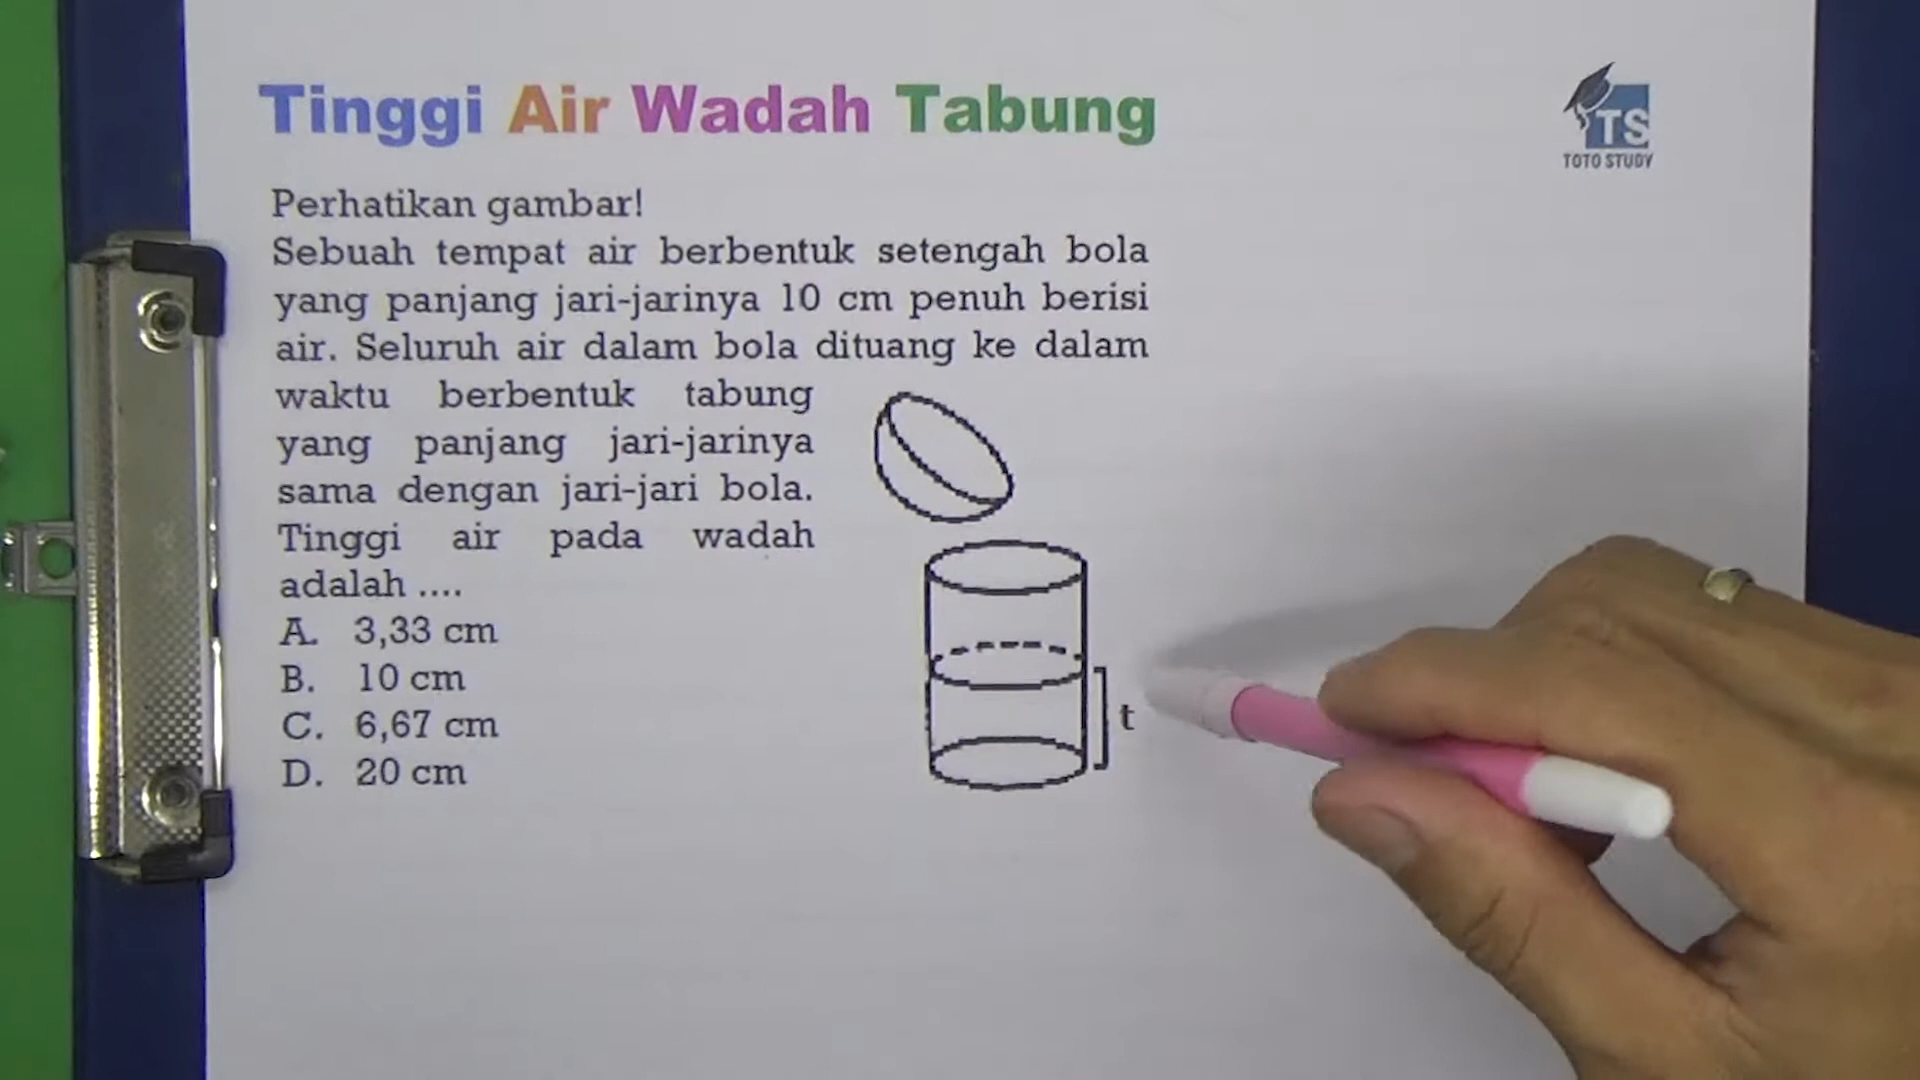 Tinggi Air Wadah Tabung
TS
TOTO STUDY
Perhatikan gambar!
Sebuah tempat air berbentuk setengah bola
yang panjang jari-jarinya 10 cm penuh berisi
air. Seluruh air dalam bola dituang ke dalam
waktu berbentuk tabung
yang panjang jari-jarinya
sama dengan jari-jari bola.
Tinggi air pada wadah
adalah ....
A. 3,33 cm
B. 10 cm
C. 6,67 cm
D. 20 cm
t